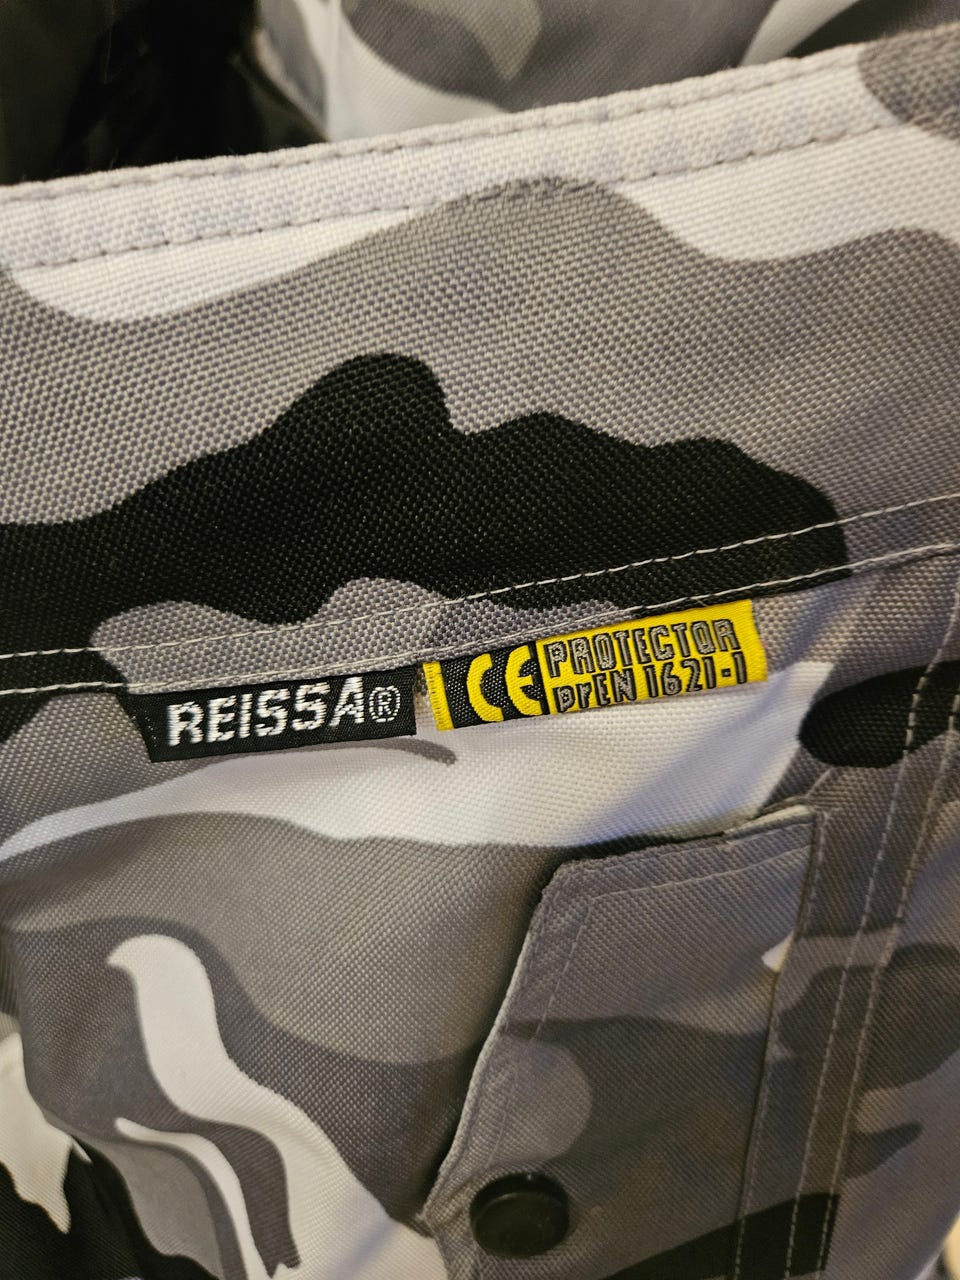 REISSA®
CE PROTECTOR
prEN 1621-1